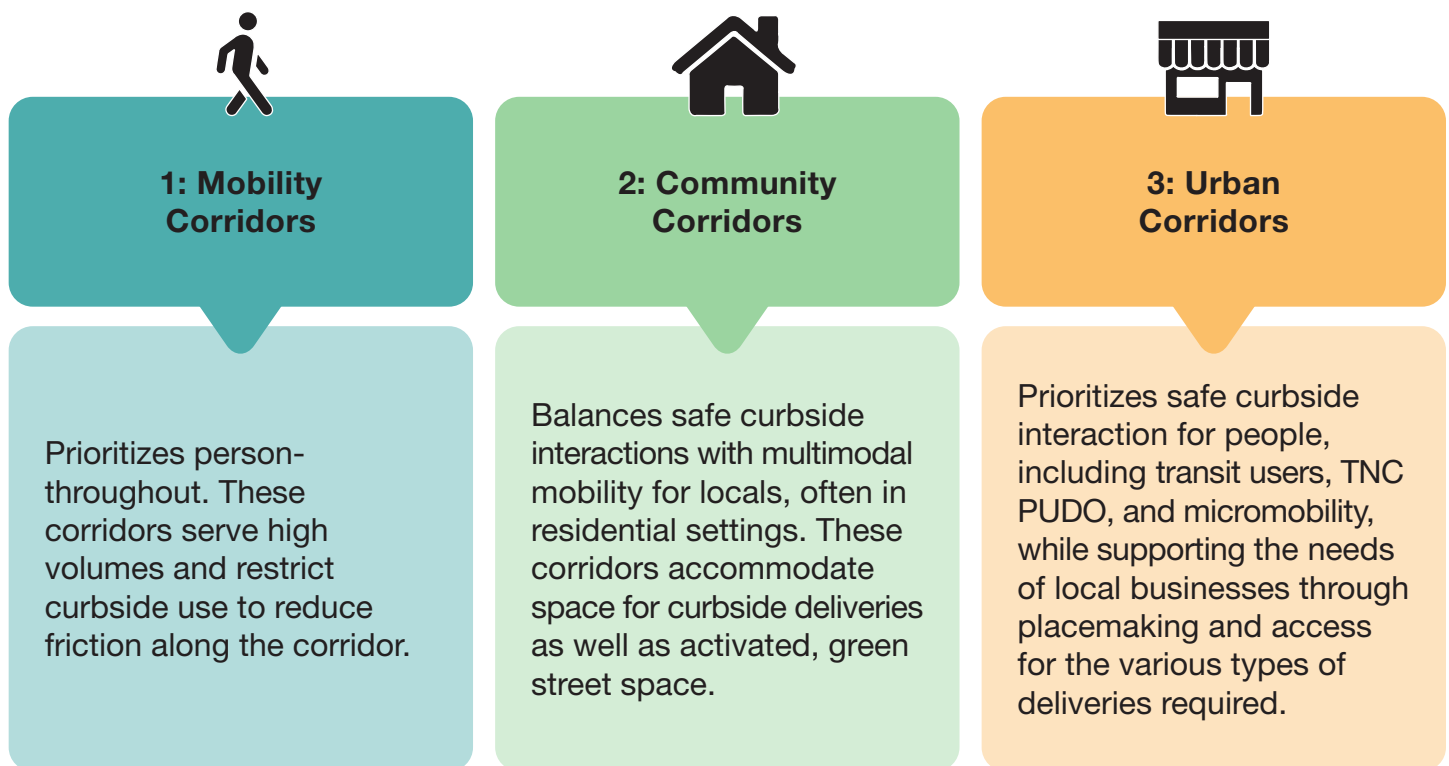 1: Mobility
Corridors
Prioritizes person-
throughout. These
corridors serve high
volumes and restrict
curbside use to reduce
friction along the corridor.
2: Community
Corridors
Balances safe curbside
interactions with multimodal
mobility for locals, often in
residential settings. These
corridors accommodate
space for curbside deliveries
as well as activated, green
street space.
3: Urban
Corridors
Prioritizes safe curbside
interaction for people,
including transit users, TNC
PUDO, and micromobility,
while supporting the needs
of local businesses through
placemaking and access
for the various types of
deliveries required.